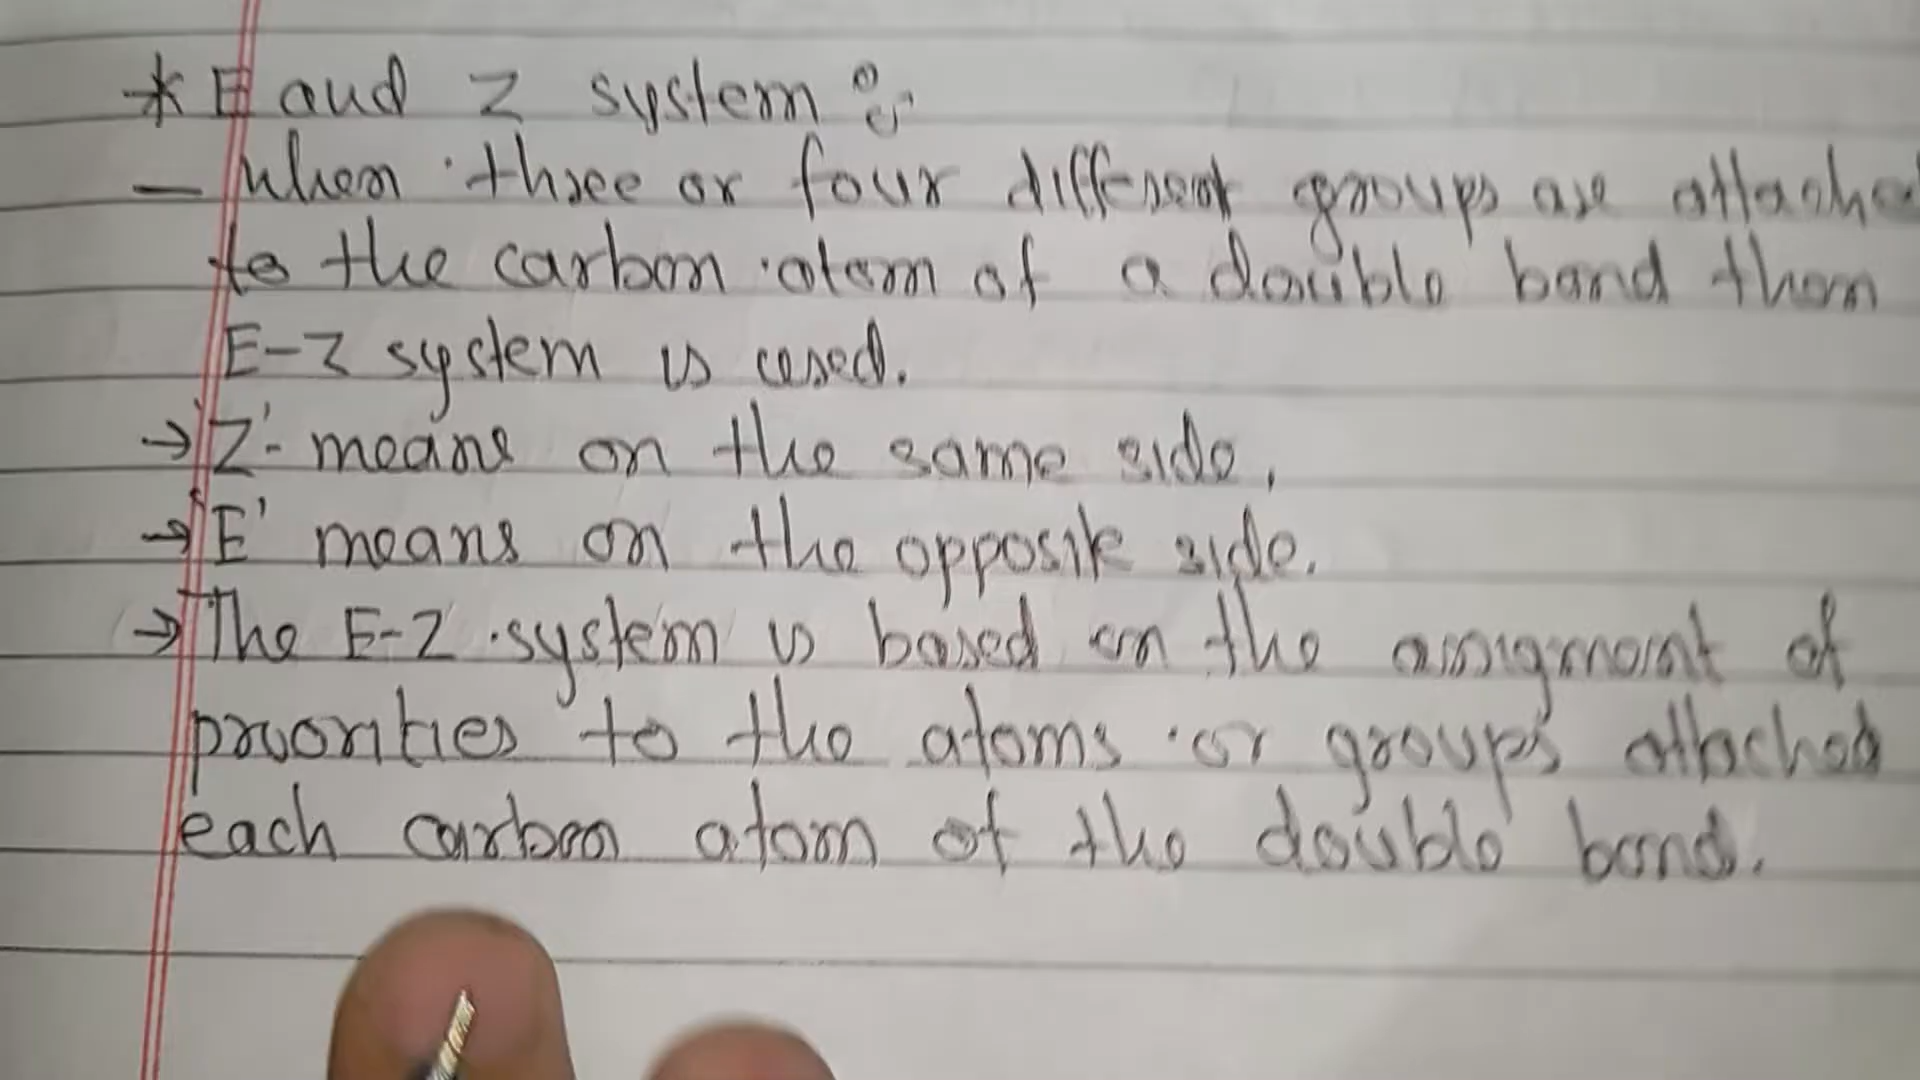 * E and Z system :-
- When three or four different groups are attached
to the carbon atom of a double bond then
E-Z system is used.
→ 'Z'- means on the same side.
→ 'E' means on the opposite side.
→ The E-Z system is based on the assignment of
priorities to the atoms or groups attached
each carbon atom of the double bond.